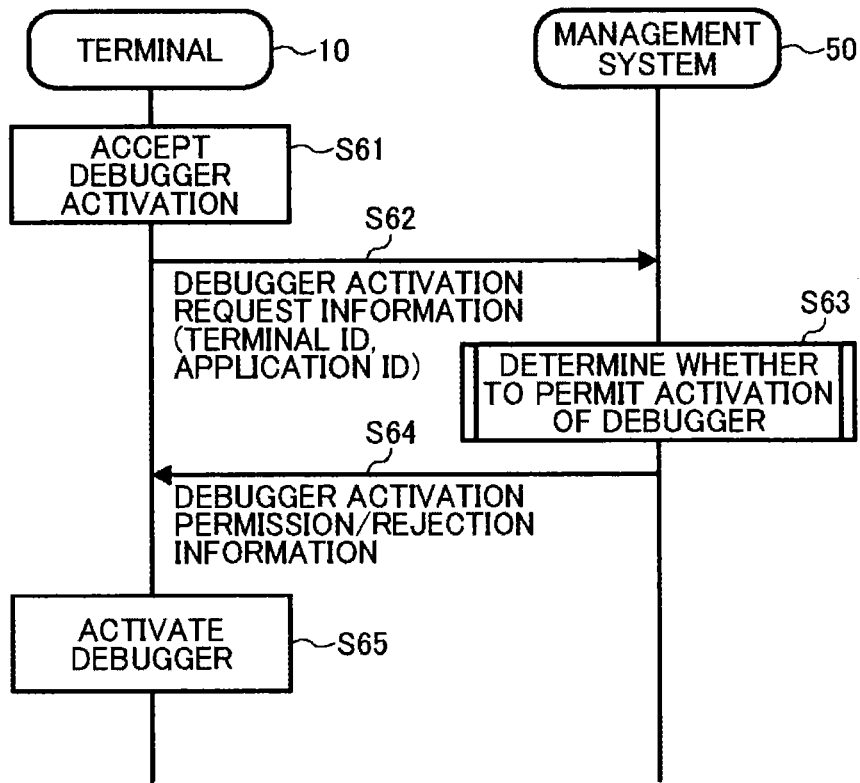 TERMINAL
10
MANAGEMENT
SYSTEM
50
ACCEPT
DEBUGGER
ACTIVATION
S61
S62
DEBUGGER ACTIVATION
REQUEST INFORMATION
(TERMINAL ID,
APPLICATION ID)
S63
DETERMINE WHETHER
TO PERMIT ACTIVATION
OF DEBUGGER
S64
DEBUGGER ACTIVATION
PERMISSION/REJECTION
INFORMATION
ACTIVATE
DEBUGGER
S65